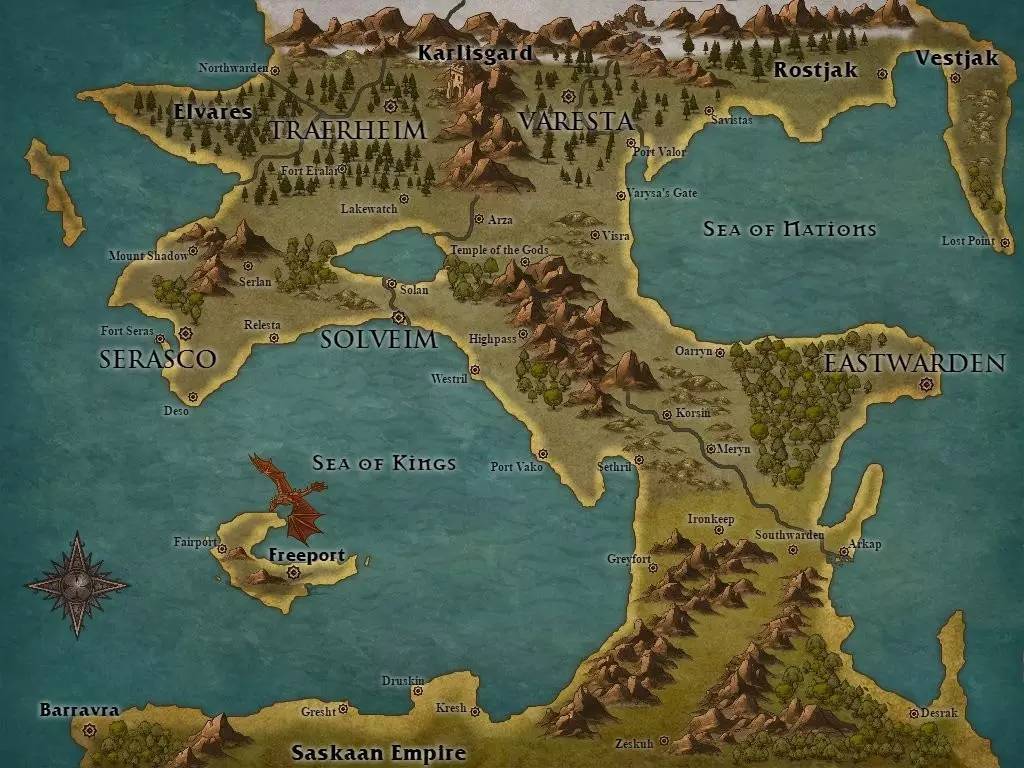 Karlisgard
Vestjak
Northwarden
Rostjak
Elvares
Savistas
VARESTA
TRAERHEIM
Port Valor
Fort Eralar
Varysa's Gate
Lakewatch
Arza
Sea of Nations
Visra
Lost Point
Temple of the Gods
Mount Shadow
Serlan
Solan
Relesta
Fort Seras
Highpass
SOLVEIM
SERASCO
Oarryn
EASTWARDEN
Westril
Deso
Korsin
Meryn
Sea of Kings
Port Vako
Sethril
Ironkeep
Southwarden
Fairport
Arkap
Freeport
Greyfort
Druskin
Barravra
Gresht
Kresh
Desrak
Zeskuh
Saskaan Empire